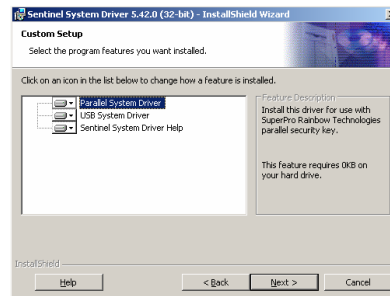 Sentinel System Driver 5.42.0 (32-bit) - InstallShield Wizard
Custom Setup
Select the program features you want installed.
Click on an icon in the list below to change how a feature is installed.
Parallel System Driver
USB System Driver
Sentinel System Driver Help
Feature Description
Install this driver for use with
SuperPro Rainbow Technologies
parallel security key.
This feature requires 0KB on
your hard drive.
InstallShield
Help
< Back
Next >
Cancel